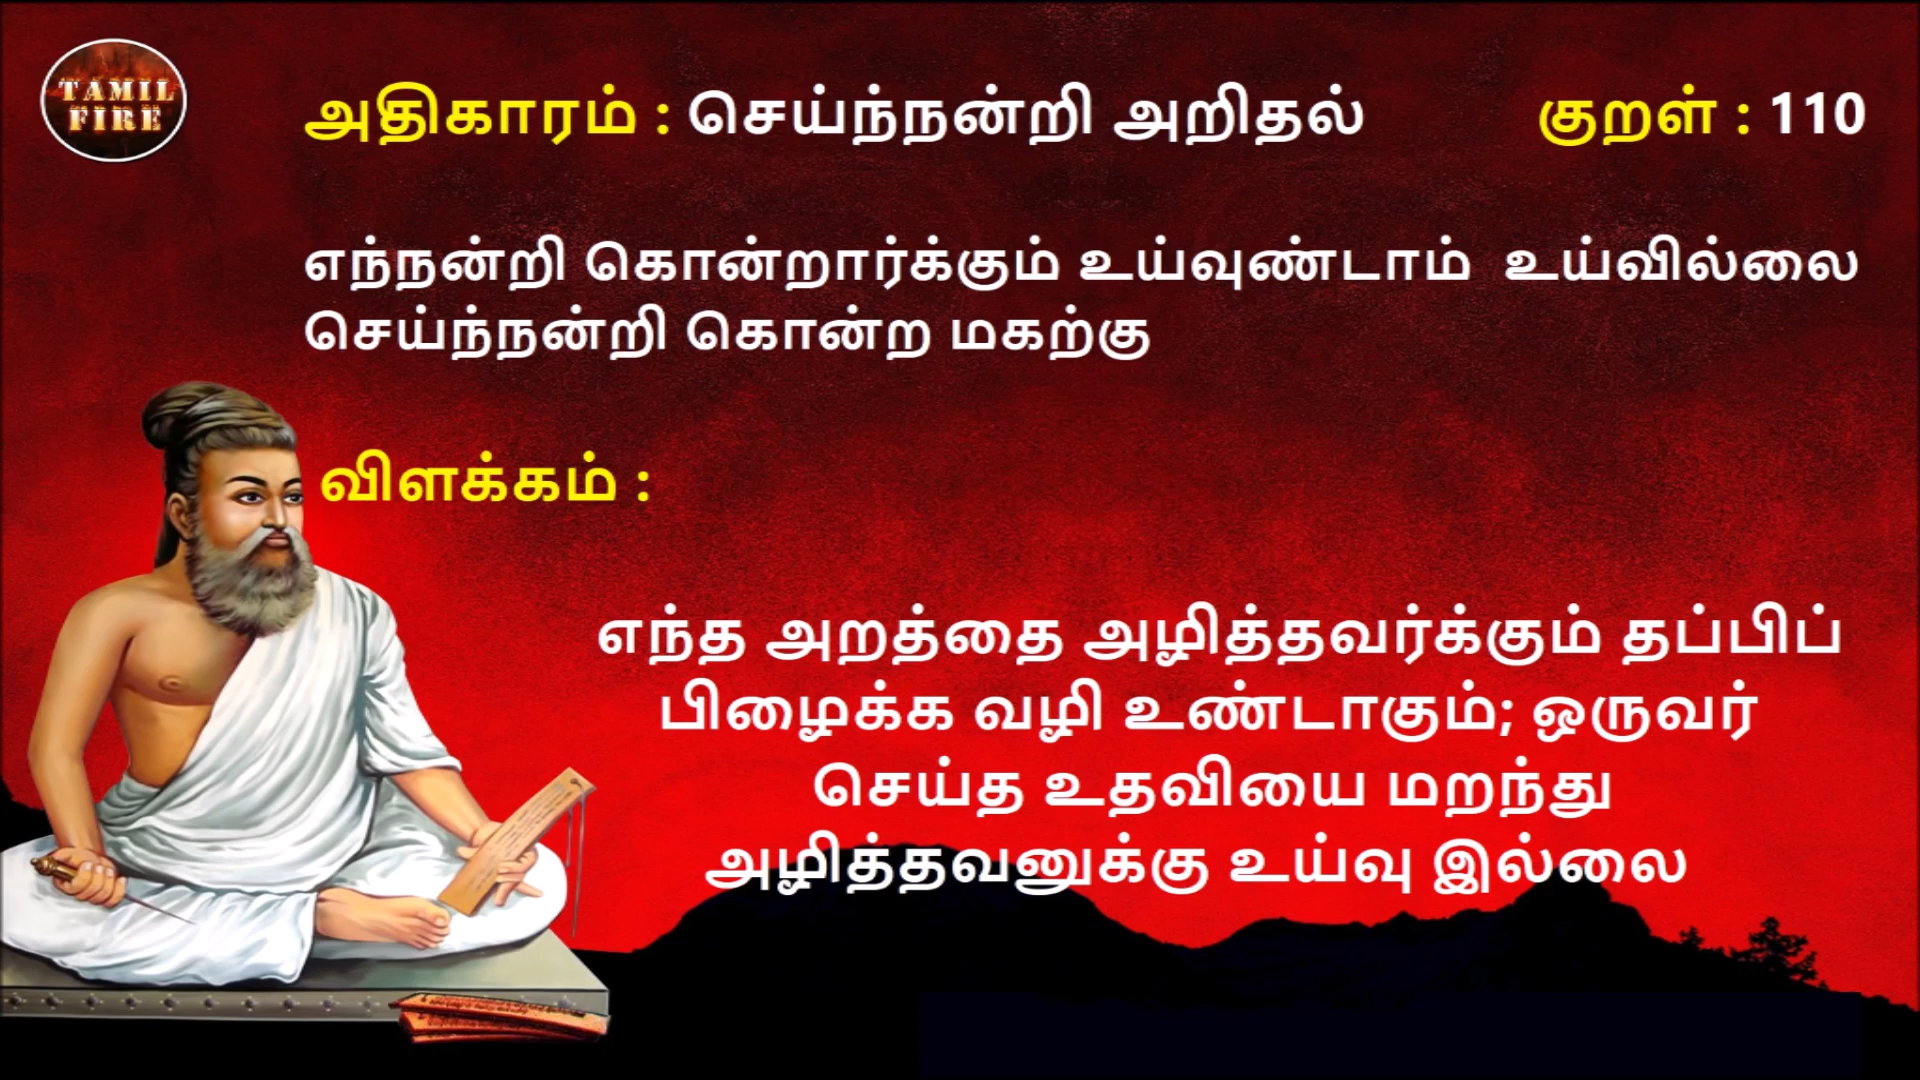 TAMIL
FIRE
அதிகாரம் : செய்ந்நன்றி அறிதல்
குறள் : 110
எந்நன்றி கொன்றார்க்கும் உய்வுண்டாம் உய்வில்லை
செய்ந்நன்றி கொன்ற மகற்கு
விளக்கம் :
எந்த அறத்தை அழித்தவர்க்கும் தப்பிப்
பிழைக்க வழி உண்டாகும்; ஒருவர்
செய்த உதவியை மறந்து
அழித்தவனுக்கு உய்வு இல்லை